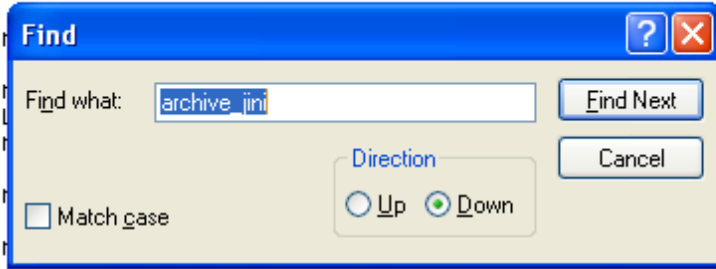 Find
Find what: archive_jini Find Next
Direction Cancel
Match case Up Down